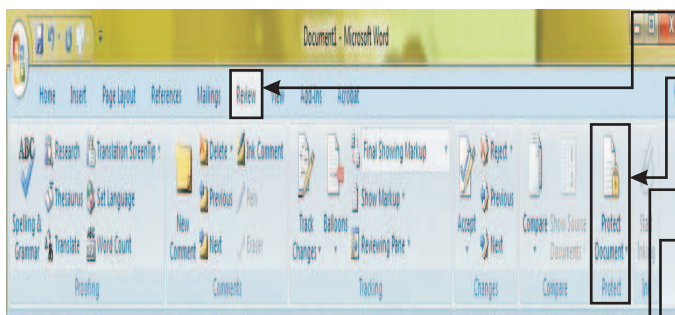 Document1 - Microsoft Word
Home Insert Page Layout References Mailings Review View Add-Ins Acrobat
ABC Research Translation ScreenTip Delete Ink Comment Final Showing Markup Reject
Thesaurus Set Language Previous Pen Show Markup Previous
Spelling & Grammar Translate Word Count New Comment Next Eraser Track Changes Balloons Reviewing Pane Accept Next Compare Show Source Documents Protect Document Start Inking
Proofing Comments Tracking Changes Compare Protect